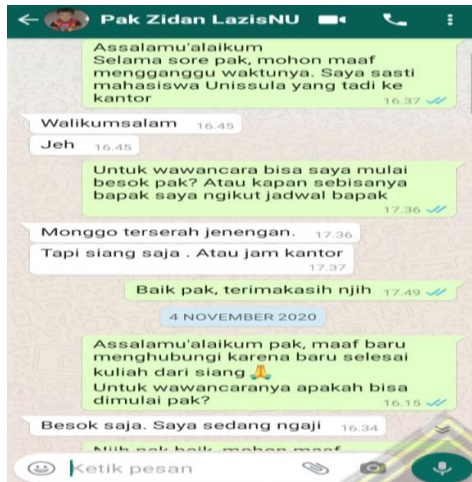 Pak Zidan LazisNU
Assalamu'alaikum
Selama sore pak, mohon maaf
mengganggu waktunya. Saya sasti
mahasiswa Unissula yang tadi ke
kantor
16.37
Walikumsalam 16.45
Jeh 16.45
Untuk wawancara bisa saya mulai
besok pak? Atau kapan sebisanya
bapak saya ngikut jadwal bapak
17.36
Monggo terserah jenengan. 17.36
Tapi siang saja . Atau jam kantor
17.37
Baik pak, terimakasih njih 17.49
4 NOVEMBER 2020
Assalamu'alaikum pak, maaf baru
menghubungi karena baru selesai
kuliah dari siang 🙏
Untuk wawancaranya apakah bisa
dimulai pak?
16.15
Besok saja. Saya sedang ngaji 16.34
Njih pak baik, mohon maaf
Ketik pesan